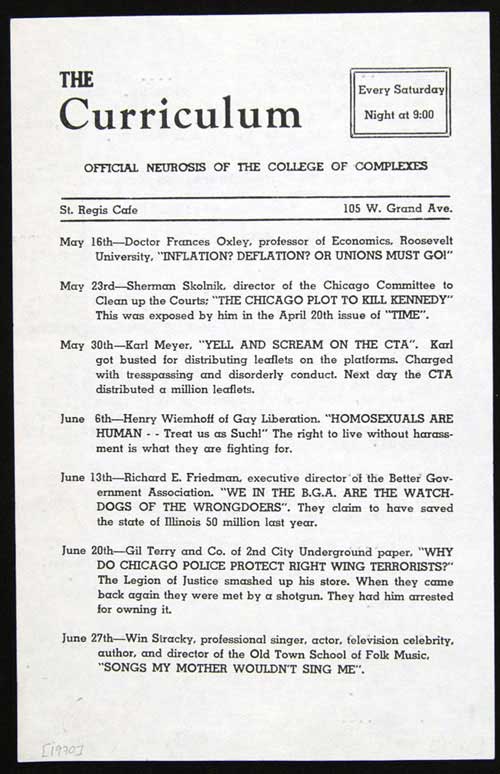 THE
Curriculum
Every Saturday
Night at 9:00
OFFICIAL NEUROSIS OF THE COLLEGE OF COMPLEXES
St. Regis Cafe 105 W. Grand Ave.
May 16th—Doctor Frances Oxley, professor of Economics, Roosevelt
University, "INFLATION? DEFLATION? OR UNIONS MUST GO!"
May 23rd—Sherman Skolnik, director of the Chicago Committee to
Clean up the Courts; "THE CHICAGO PLOT TO KILL KENNEDY"
This was exposed by him in the April 20th issue of "TIME".
May 30th—Karl Meyer, "YELL AND SCREAM ON THE CTA". Karl
got busted for distributing leaflets on the platforms. Charged
with tresspassing and disorderly conduct. Next day the CTA
distributed a million leaflets.
June 6th—Henry Wiemhoff of Gay Liberation. "HOMOSEXUALS ARE
HUMAN - - Treat us as Such!" The right to live without harass-
ment is what they are fighting for.
June 13th—Richard E. Friedman, executive director of the Better Gov-
ernment Association. "WE IN THE B.G.A. ARE THE WATCH-
DOGS OF THE WRONGDOERS". They claim to have saved
the state of Illinois 50 million last year.
June 20th—Gil Terry and Co. of 2nd City Underground paper, "WHY
DO CHICAGO POLICE PROTECT RIGHT WING TERRORISTS?"
The Legion of Justice smashed up his store. When they came
back again they were met by a shotgun. They had him arrested
for owning it.
June 27th—Win Stracky, professional singer, actor, television celebrity,
author, and director of the Old Town School of Folk Music,
"SONGS MY MOTHER WOULDN'T SING ME".
[1970]